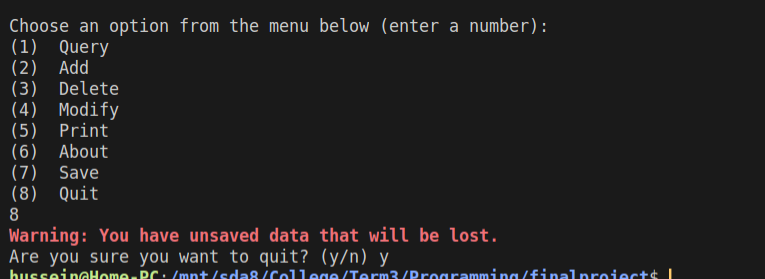 Choose an option from the menu below (enter a number):
(1)  Query
(2)  Add
(3)  Delete
(4)  Modify
(5)  Print
(6)  About
(7)  Save
(8)  Quit
8
Warning: You have unsaved data that will be lost.
Are you sure you want to quit? (y/n) y
hussein@Home-PC:/mnt/sda8/College/Term3/Programming/finalproject$